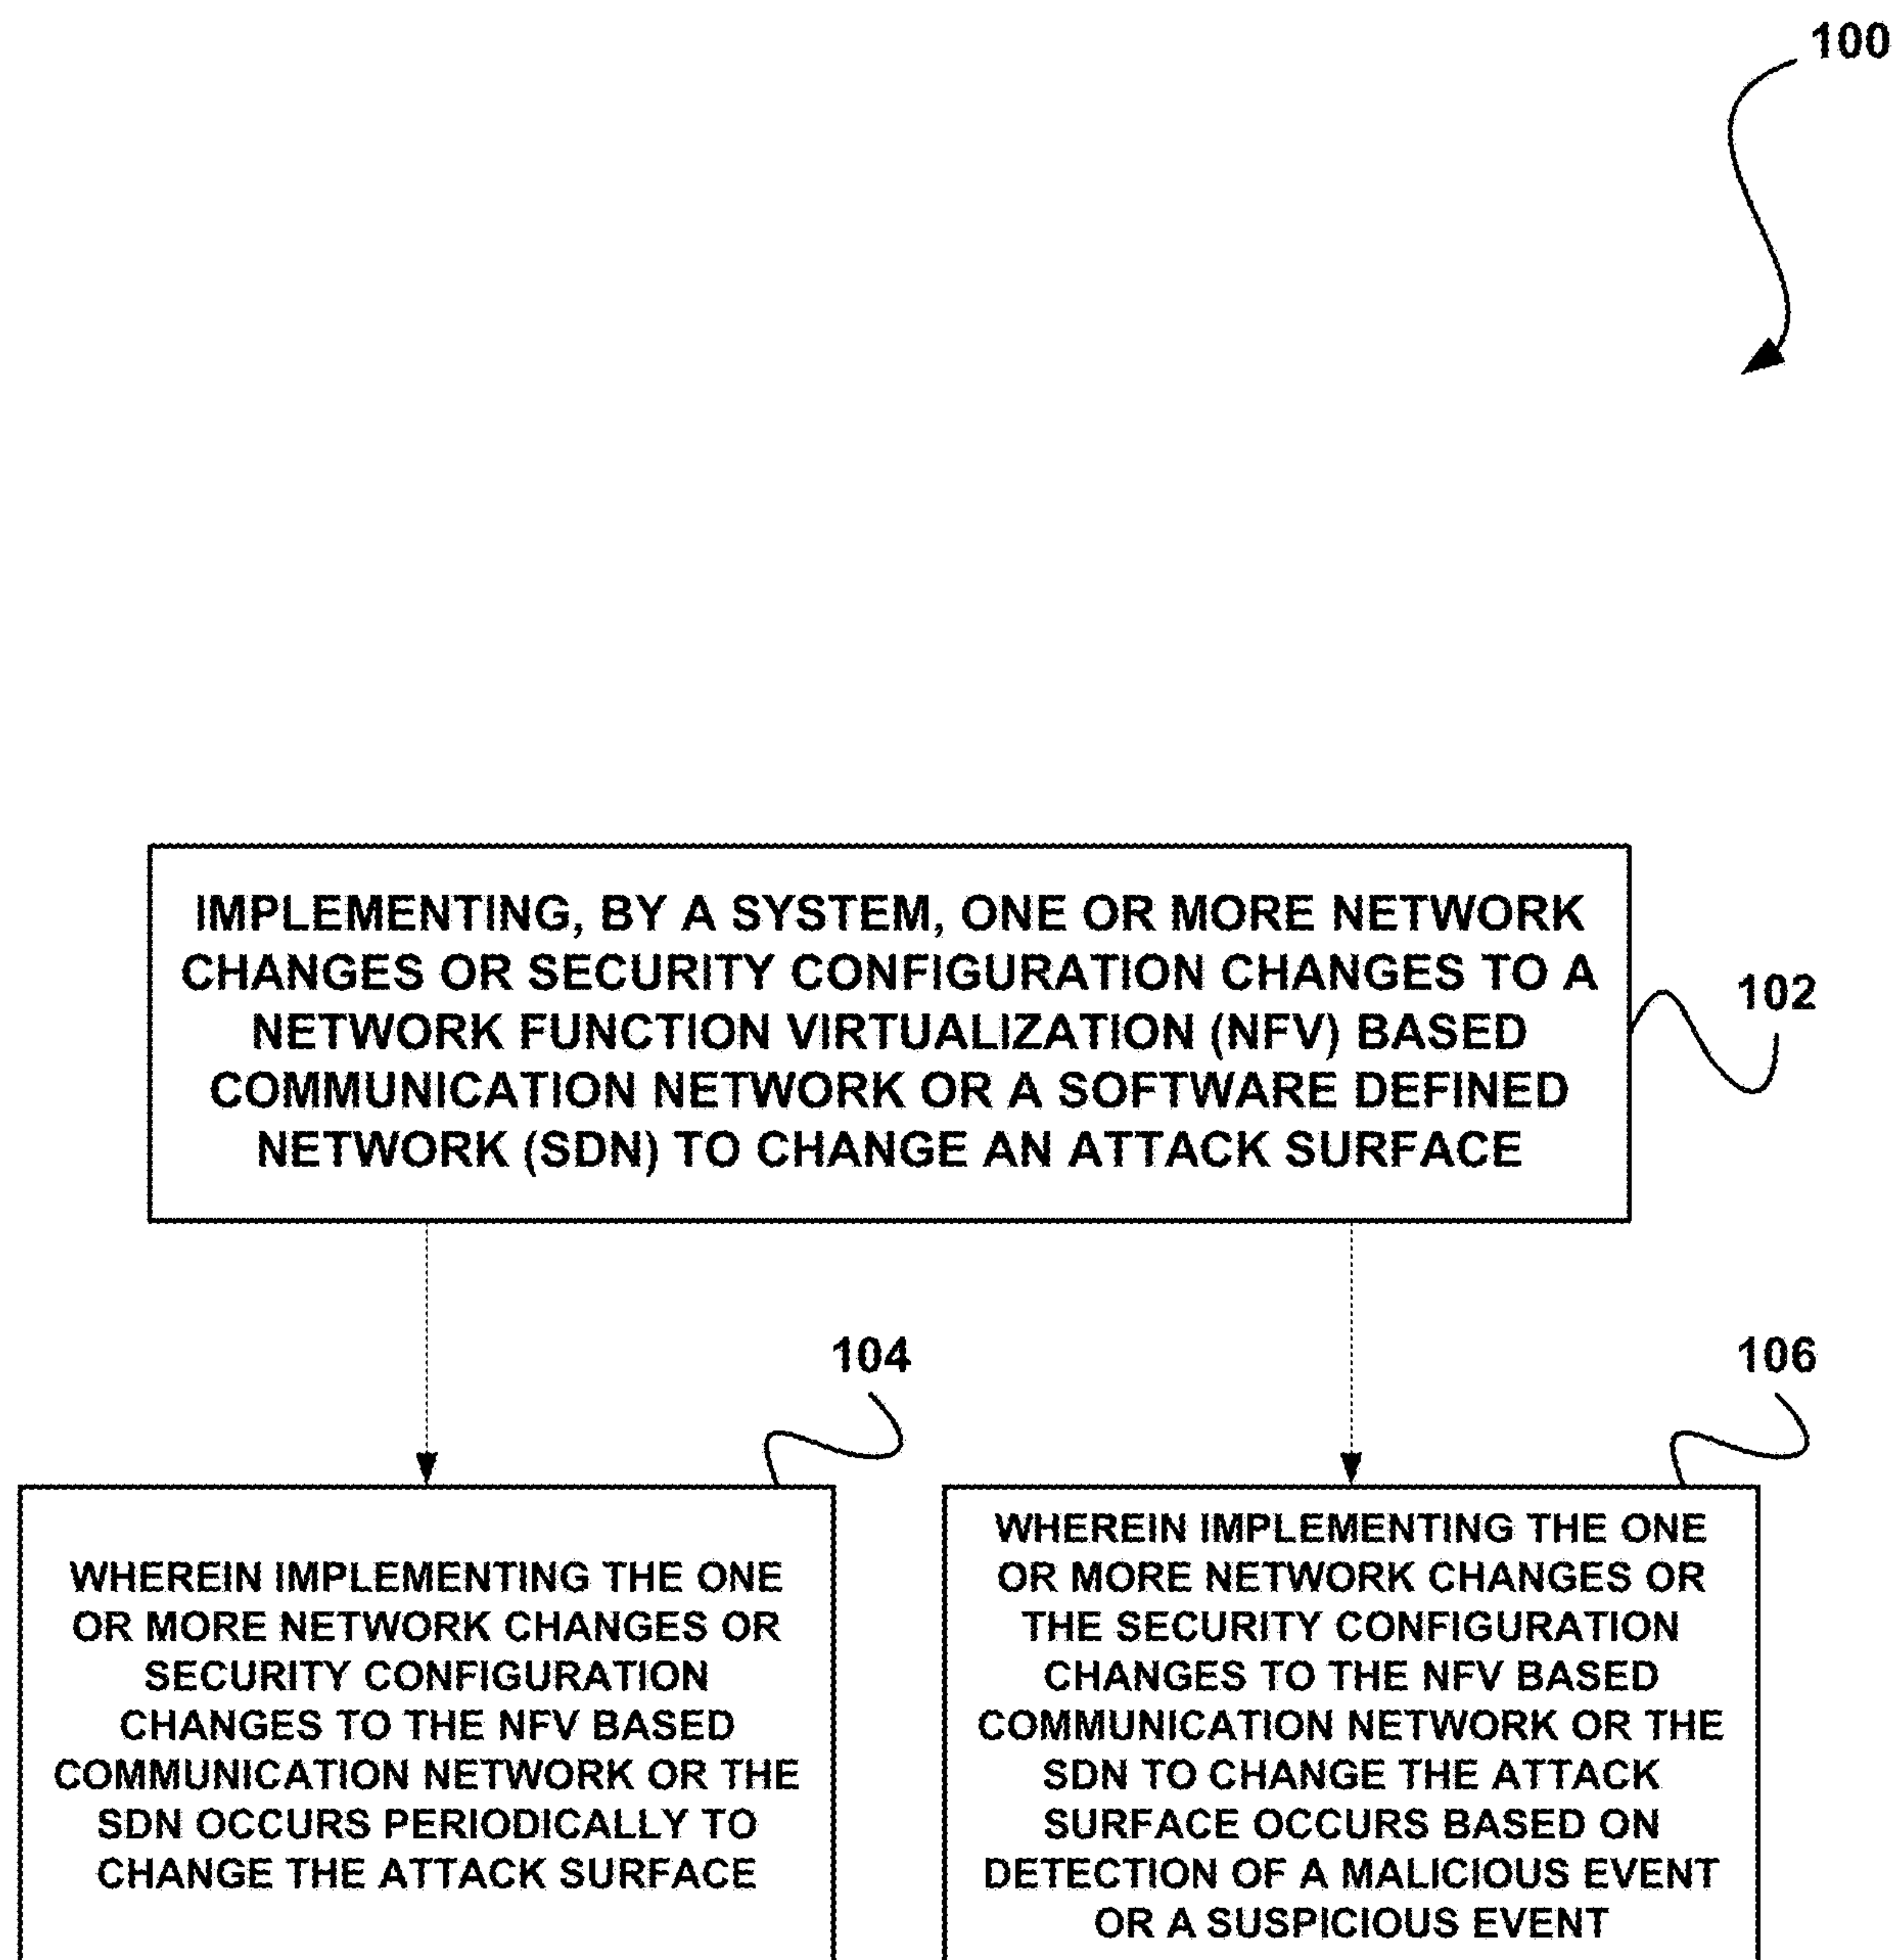 100
IMPLEMENTING, BY A SYSTEM, ONE OR MORE NETWORK
CHANGES OR SECURITY CONFIGURATION CHANGES TO A
NETWORK FUNCTION VIRTUALIZATION (NFV) BASED
COMMUNICATION NETWORK OR A SOFTWARE DEFINED
NETWORK (SDN) TO CHANGE AN ATTACK SURFACE
102
104
WHEREIN IMPLEMENTING THE ONE
OR MORE NETWORK CHANGES OR
SECURITY CONFIGURATION
CHANGES TO THE NFV BASED
COMMUNICATION NETWORK OR THE
SDN OCCURS PERIODICALLY TO
CHANGE THE ATTACK SURFACE
106
WHEREIN IMPLEMENTING THE ONE
OR MORE NETWORK CHANGES OR
THE SECURITY CONFIGURATION
CHANGES TO THE NFV BASED
COMMUNICATION NETWORK OR THE
SDN TO CHANGE THE ATTACK
SURFACE OCCURS BASED ON
DETECTION OF A MALICIOUS EVENT
OR A SUSPICIOUS EVENT